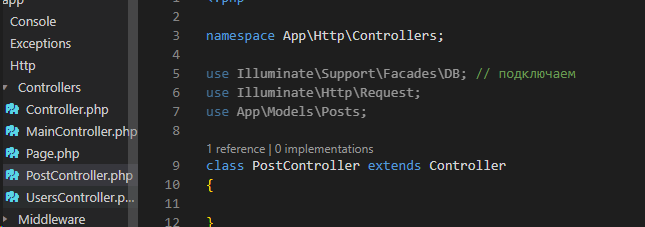 app
Console
Exceptions
Http
Controllers
Controller.php
MainController.php
Page.php
PostController.php
UsersController.p...
Middleware
1 <?php
2
3 namespace App\Http\Controllers;
4
5 use Illuminate\Support\Facades\DB; // подключаем
6 use Illuminate\Http\Request;
7 use App\Models\Posts;
8
1 reference | 0 implementations
9 class PostController extends Controller
10 {
11
12 }